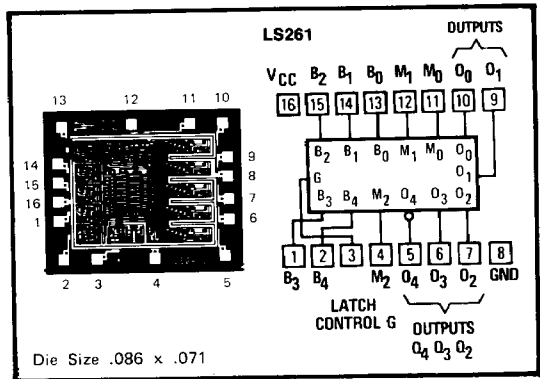 LS261
OUTPUTS
VCC B2 B1 B0 M1 M0 O0 O1
16 15 14 13 12 11 10 9
B2 B1 B0 M1 M0 O0
G O1
B3 B4 M2 O4 O3 O2
1 2 3 4 5 6 7 8
B3 B4 M2 O4 O3 O2 GND
LATCH
CONTROL G
OUTPUTS
O4 O3 O2
13 12 11 10
14
15
16
1
9
8
7
6
2 3 4 5
Die Size .086 x .071